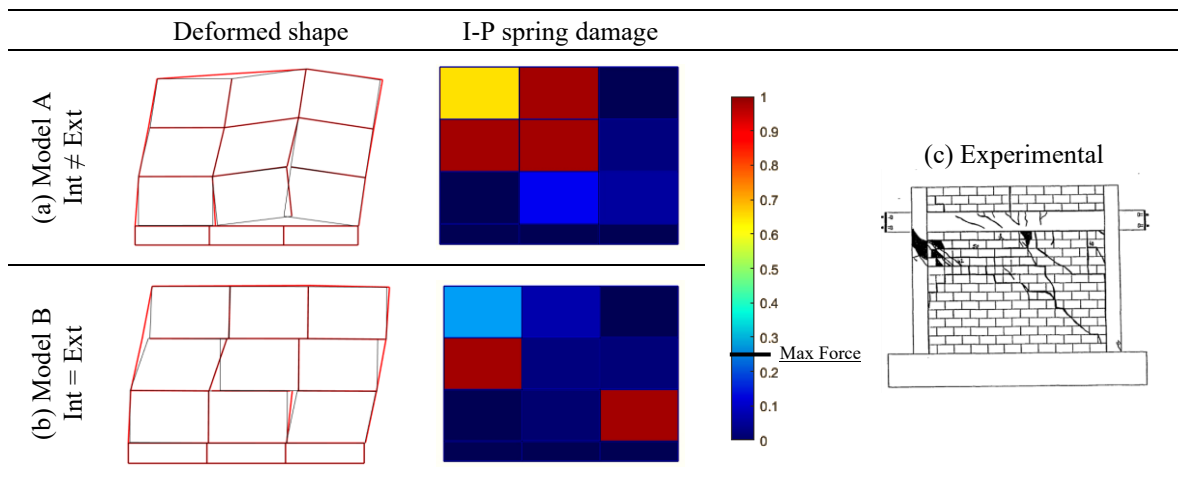 Deformed shape I-P spring damage
(a) Model A
Int ≠ Ext
(b) Model B
Int = Ext
1
0.9
0.8
0.7
0.6
0.5
0.4
0.3
0.2
0.1
0
Max Force
(c) Experimental